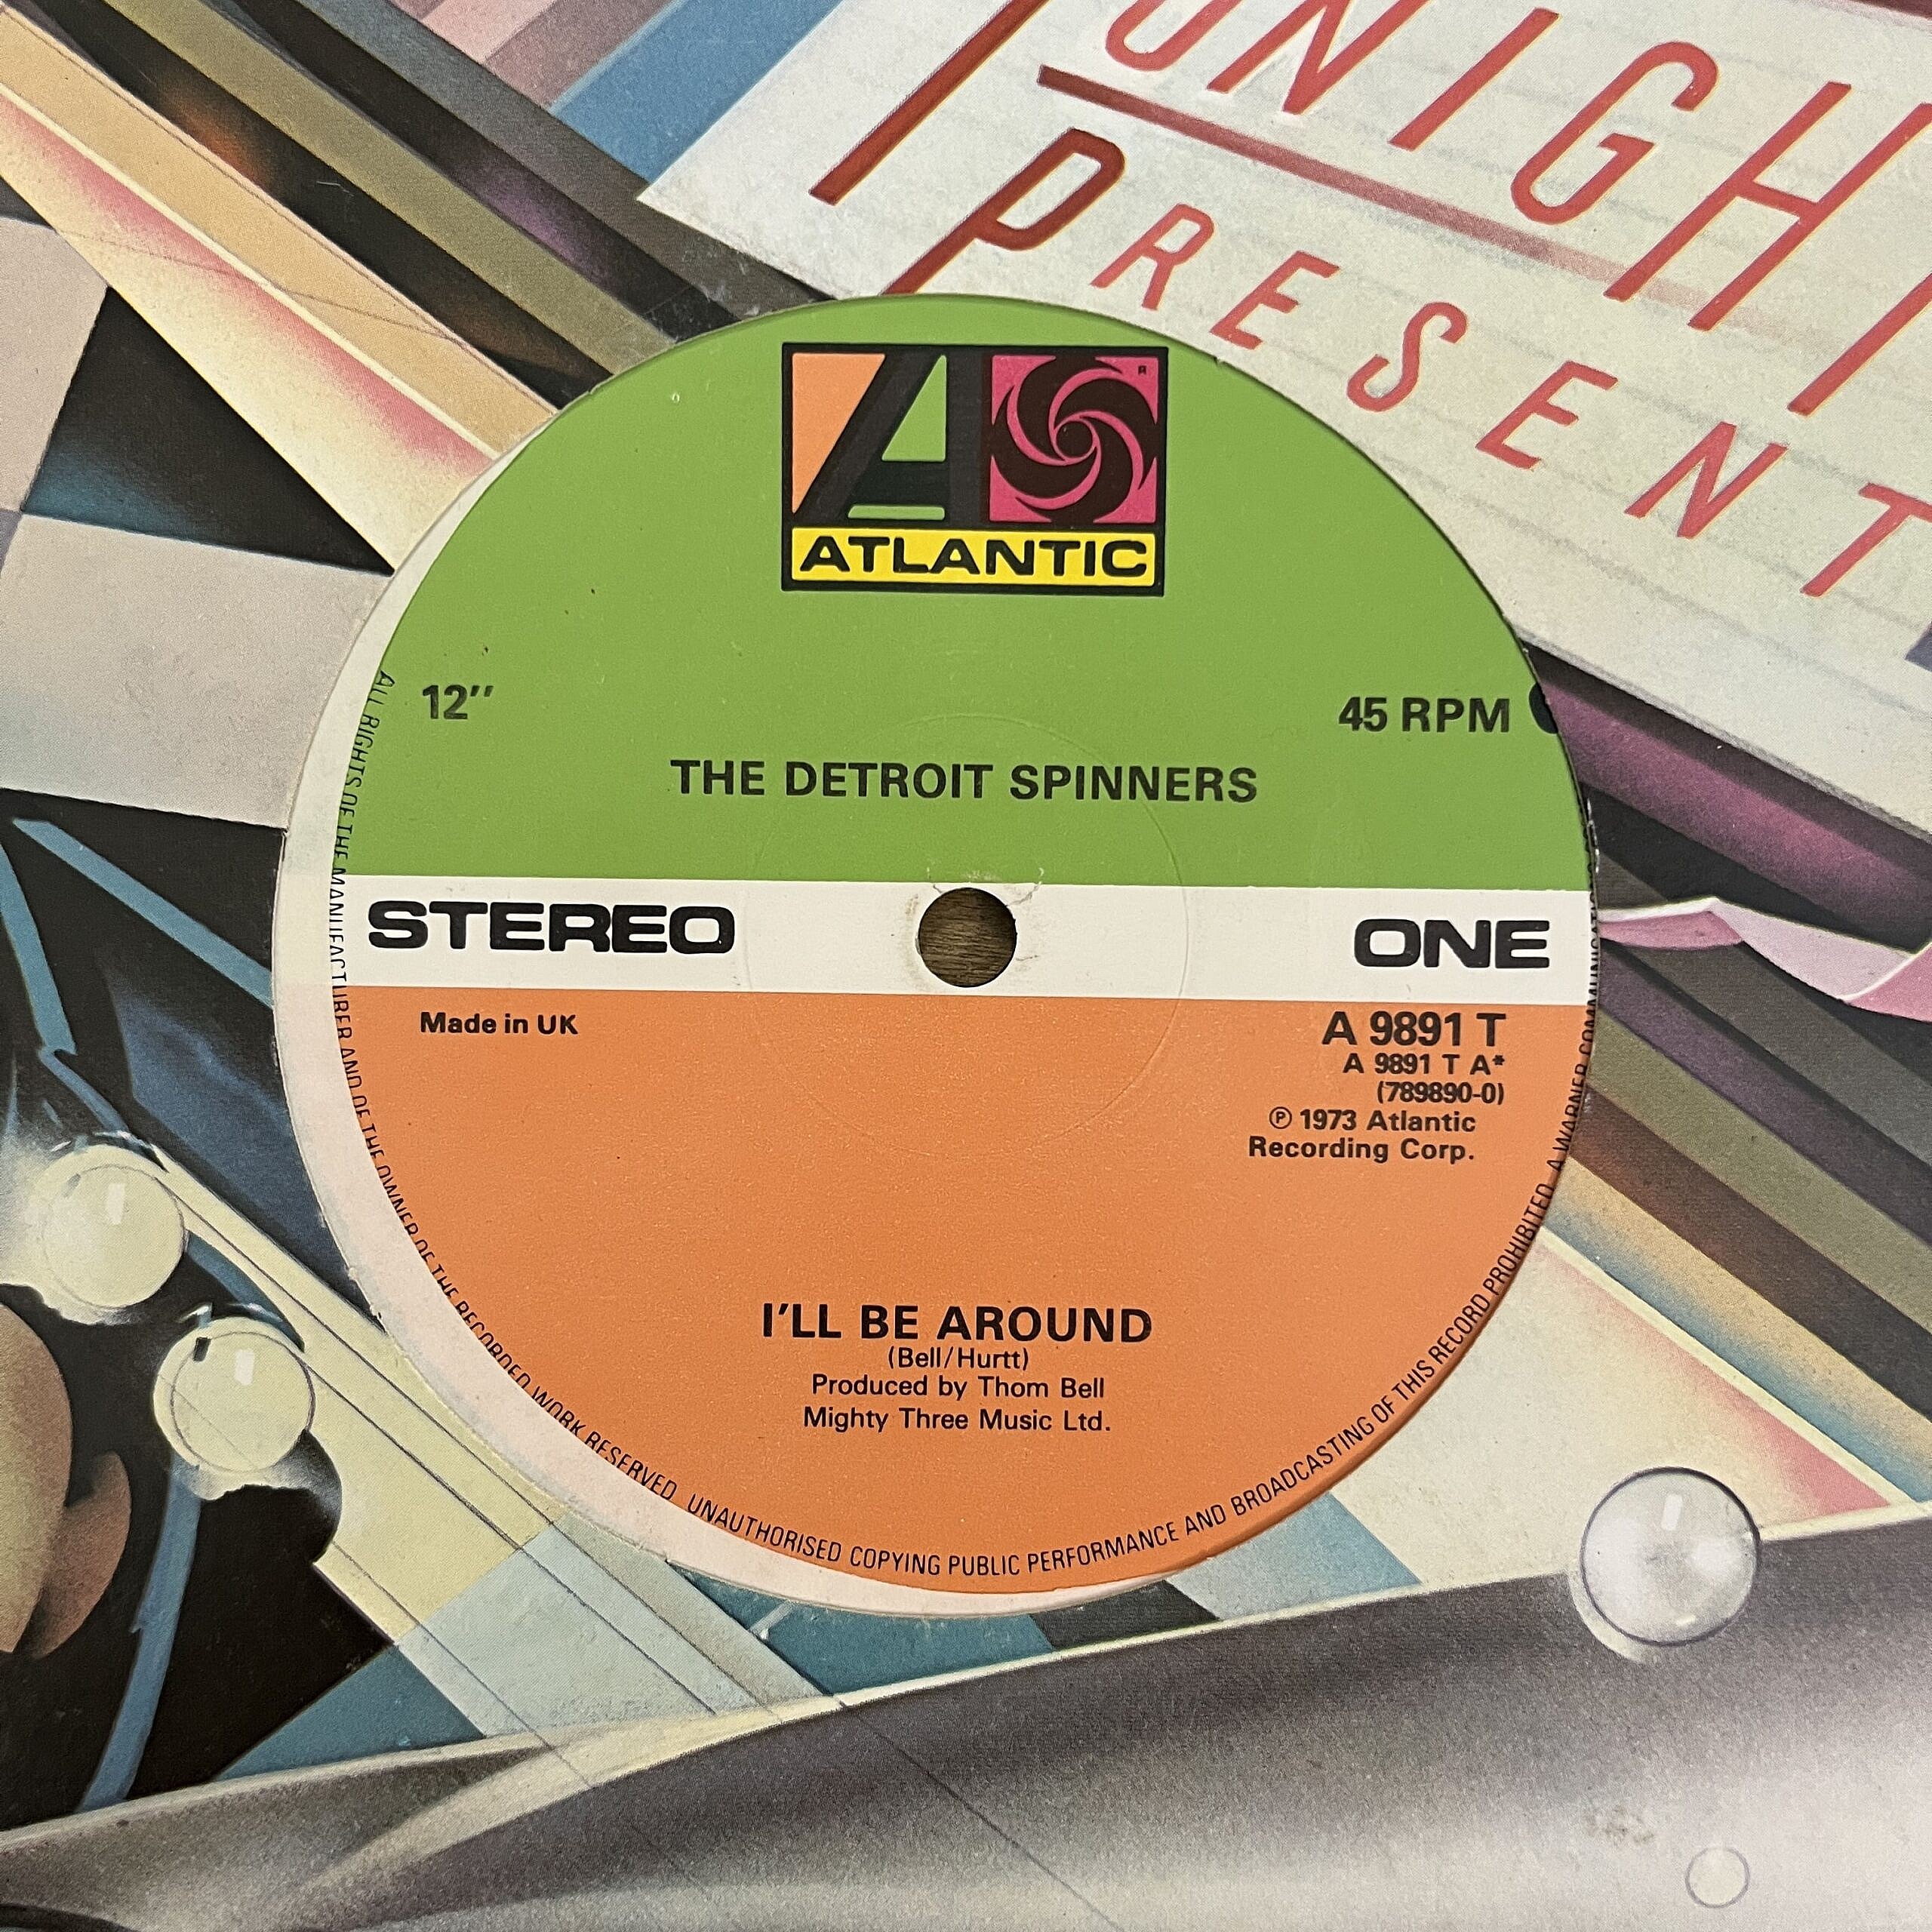 ONIGH
PRESENT
R
ATLANTIC
12"
45 RPM
THE DETROIT SPINNERS
STEREO
ONE
Made in UK
A 9891 T
A 9891 T A*
(789890-0)
℗ 1973 Atlantic
Recording Corp.
I'LL BE AROUND
(Bell/Hurtt)
Produced by Thom Bell
Mighty Three Music Ltd.
ALL RIGHTS OF THE MANUFACTURER AND OF THE OWNER OF THE RECORDED WORK RESERVED UNAUTHORISED COPYING PUBLIC PERFORMANCE AND BROADCASTING OF THIS RECORD PROHIBITED. A WARNER COMMUNICATIONS